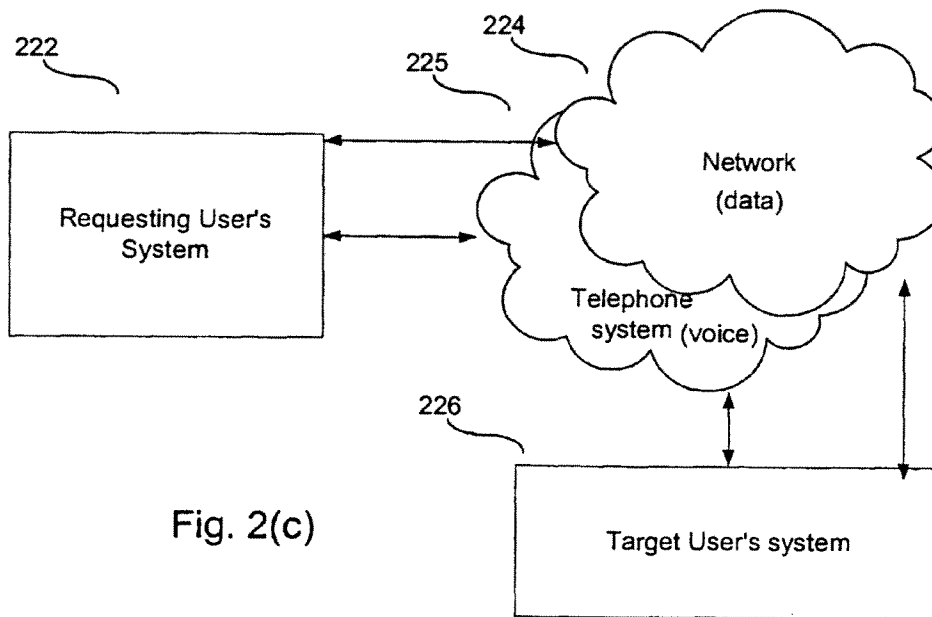 224
222
225
Network
(data)
Requesting User's
System
Telephone
system (voice)
226
Fig. 2(c)
Target User's system